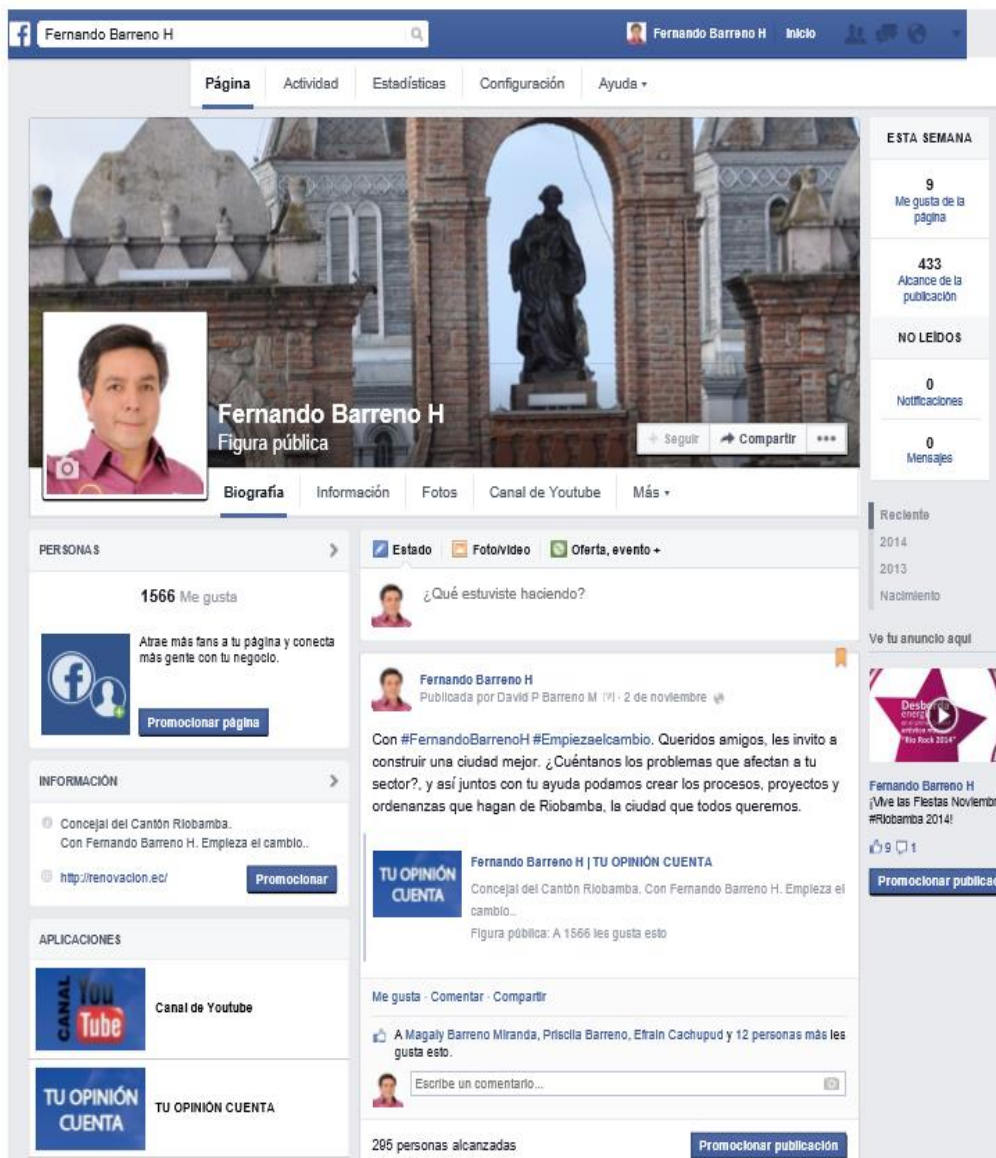 f Fernando Barreno H
Fernando Barreno H Inicio
Página Actividad Estadísticas Configuración Ayuda
Fernando Barreno H
Figura pública
Seguir Compartir
Biografía Información Fotos Canal de Youtube Más
ESTA SEMANA
9
Me gusta de la
página
433
Alcance de la
publicación
NO LEÍDOS
0
Notificaciones
0
Mensajes
Reciente
2014
2013
Nacimiento
PERSONAS
1566 Me gusta
Atrae más fans a tu página y conecta
más gente con tu negocio.
Promocionar página
INFORMACIÓN
Concejal del Cantón Riobamba.
Con Fernando Barreno H. Empieza el cambio..
http://renovacion.ec/
Promocionar
APLICACIONES
CANAL
You
Tube
Canal de Youtube
TU OPINIÓN
CUENTA
TU OPINIÓN CUENTA
Estado Foto/video Oferta, evento +
¿Qué estuviste haciendo?
Fernando Barreno H
Publicada por David P Barreno M [?] · 2 de noviembre
Con #FernandoBarrenoH #Empiezaelcambio. Queridos amigos, les invito a
construir una ciudad mejor. ¿Cuéntanos los problemas que afectan a tu
sector?, y así juntos con tu ayuda podamos crear los procesos, proyectos y
ordenanzas que hagan de Riobamba, la ciudad que todos queremos.
TU OPINIÓN
CUENTA
Fernando Barreno H | TU OPINIÓN CUENTA
Concejal del Cantón Riobamba. Con Fernando Barreno H. Empieza el
cambio..
Figura pública: A 1566 les gusta esto
Me gusta · Comentar · Compartir
A Magaly Barreno Miranda, Priscila Barreno, Efrain Cachupud y 12 personas más les
gusta esto.
Escribe un comentario...
295 personas alcanzadas
Promocionar publicación
Ve tu anuncio aquí
Desborda
energí
"Rio Rock 2014"
Fernando Barreno H
¡Vive las Fiestas Noviembr
#Riobamba 2014!
9 1
Promocionar publicac